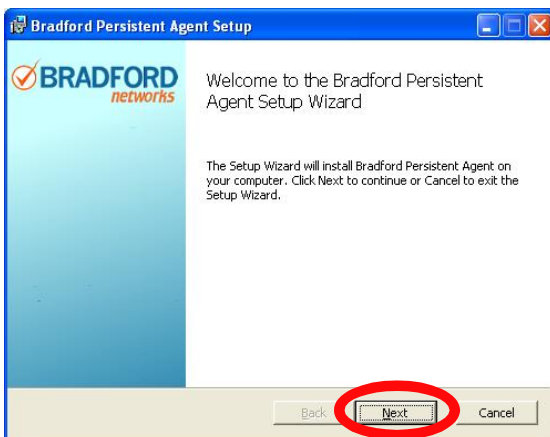 Bradford Persistent Agent Setup
BRADFORD
networks
Welcome to the Bradford Persistent
Agent Setup Wizard
The Setup Wizard will install Bradford Persistent Agent on
your computer. Click Next to continue or Cancel to exit the
Setup Wizard.
Back Next Cancel